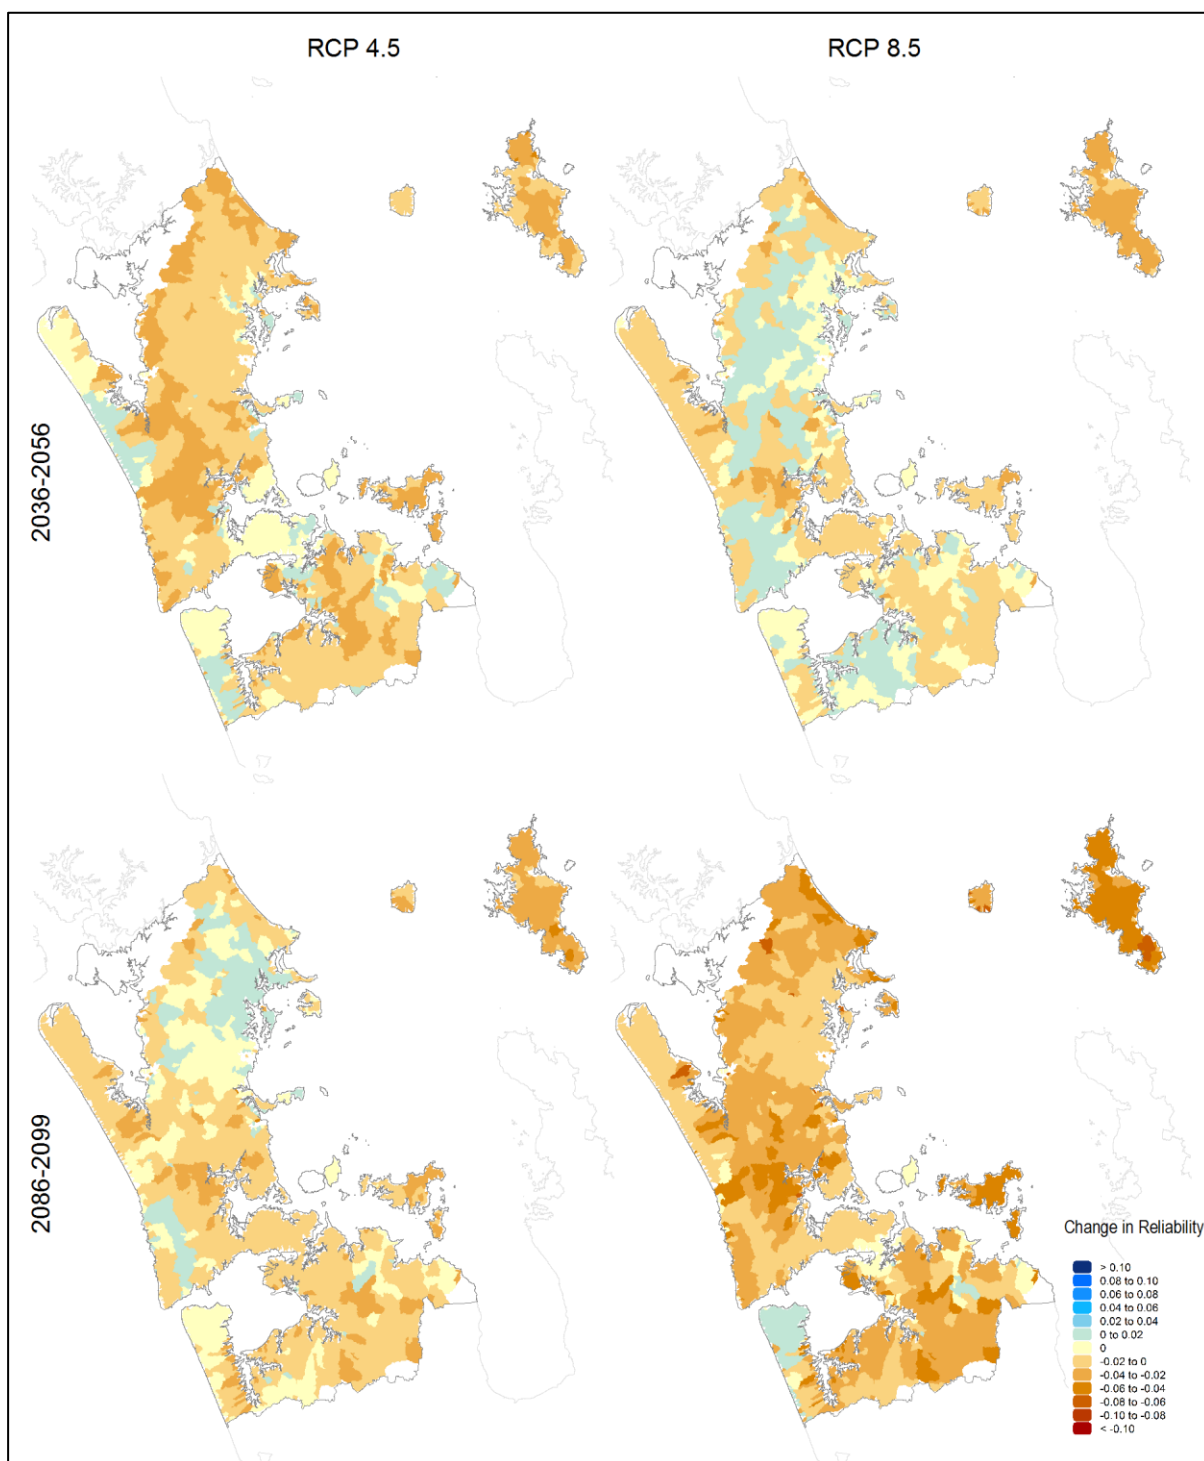 RCP 4.5
RCP 8.5
2036-2056
2086-2099
Change in Reliability
> 0.10
0.08 to 0.10
0.06 to 0.08
0.04 to 0.06
0.02 to 0.04
0 to 0.02
0
-0.02 to 0
-0.04 to -0.02
-0.06 to -0.04
-0.08 to -0.06
-0.10 to -0.08
< -0.10